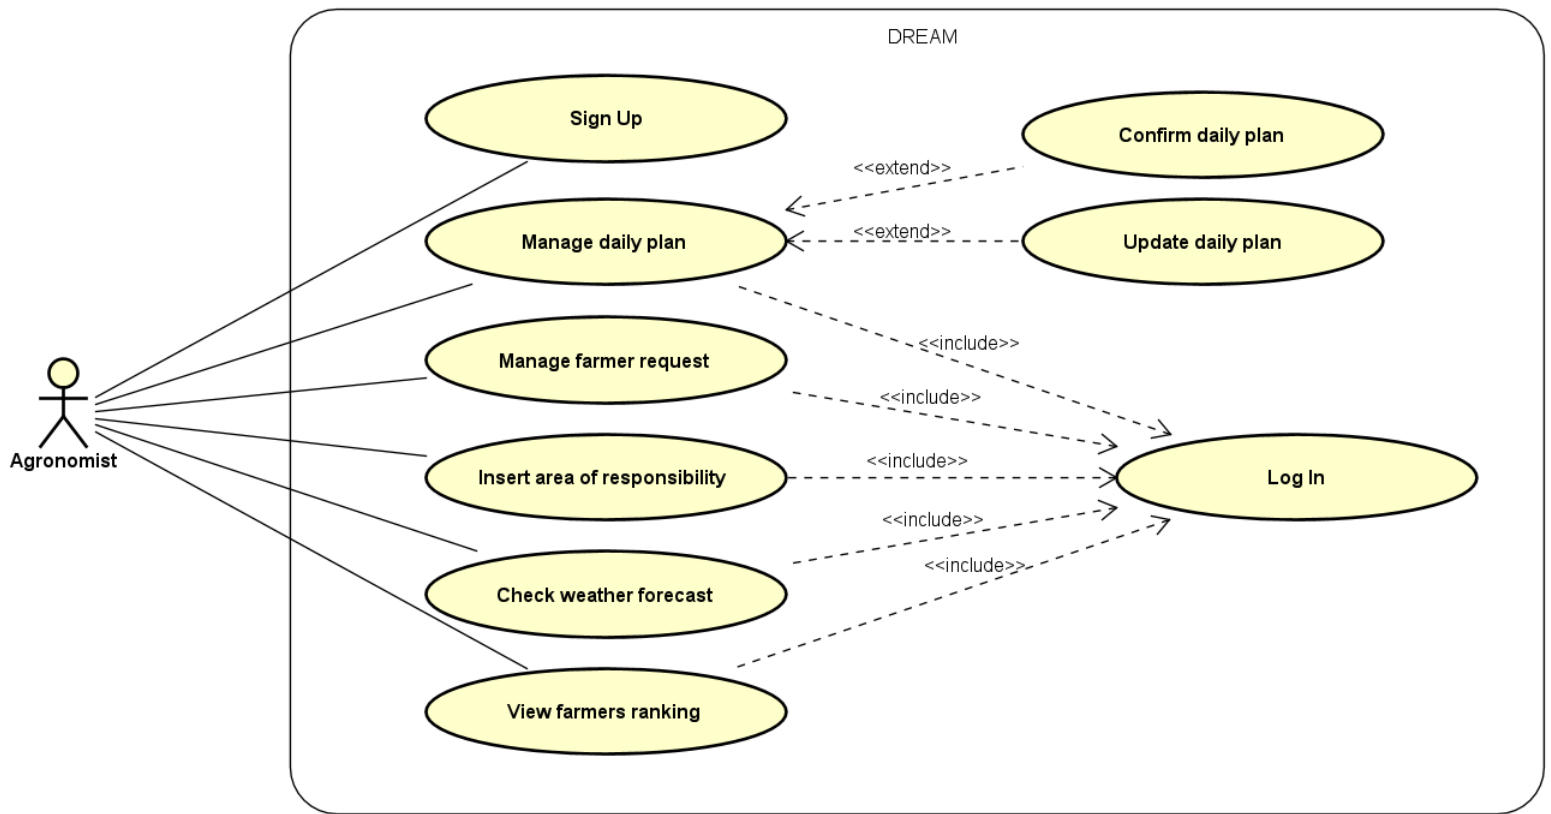 DREAM
Sign Up
Confirm daily plan
<<extend>>
Manage daily plan
<<extend>>
Update daily plan
<<include>>
Manage farmer request
<<include>>
Agronomist
<<include>>
Insert area of responsibility
Log In
<<include>>
<<include>>
Check weather forecast
View farmers ranking